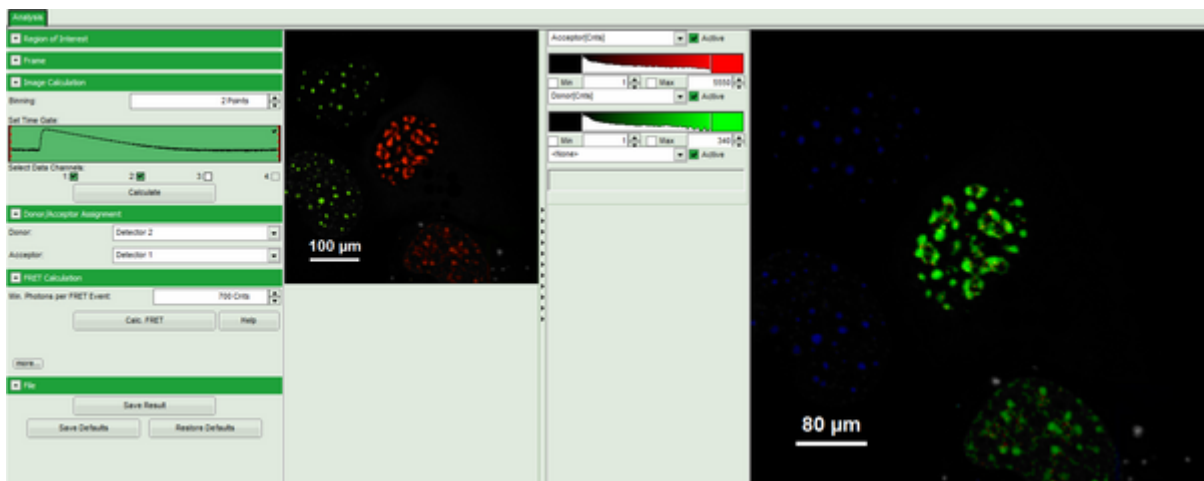 Analysis
Region of Interest
Frame
Image Calculation
Binning: 2 Points
Set Time Gate:
Select Data Channels:
1 2 3 4
Calculate
Donor/Acceptor Assignment
Donor: Detector 2
Acceptor: Detector 1
FRET Calculation
Min. Photons per FRET Event: 700 Cnts
Calc. FRET Help
more...
File
Save Result
Save Defaults Restore Defaults
100 µm
Acceptor[Cnts] Active
Min 1 Max
Donor[Cnts] Active
Min 1 Max 340
<None> Active
80 µm